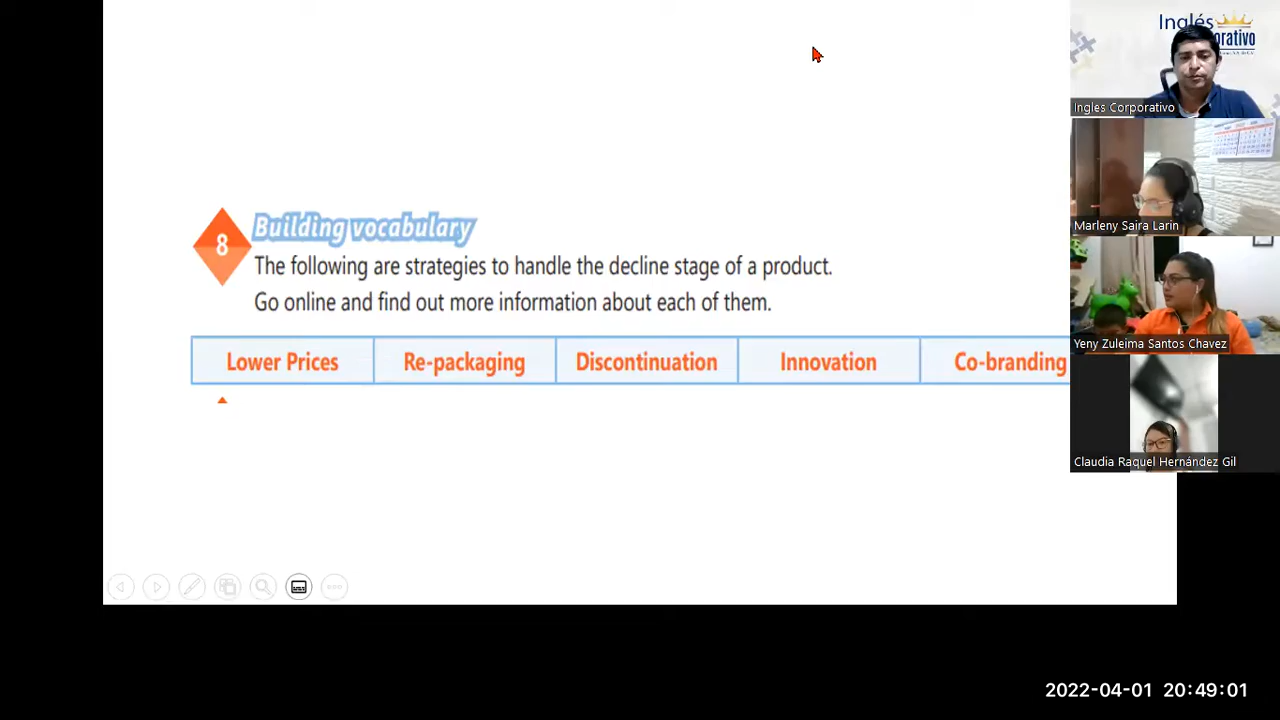 Inglés
orativo
Ingles Corporativo
Marleny Saira Larin
Yeny Zuleima Santos Chavez
Claudia Raquel Hernández Gil
8
Building vocabulary
The following are strategies to handle the decline stage of a product.
Go online and find out more information about each of them.
Lower Prices Re-packaging Discontinuation Innovation Co-branding
2022-04-01 20:49:01